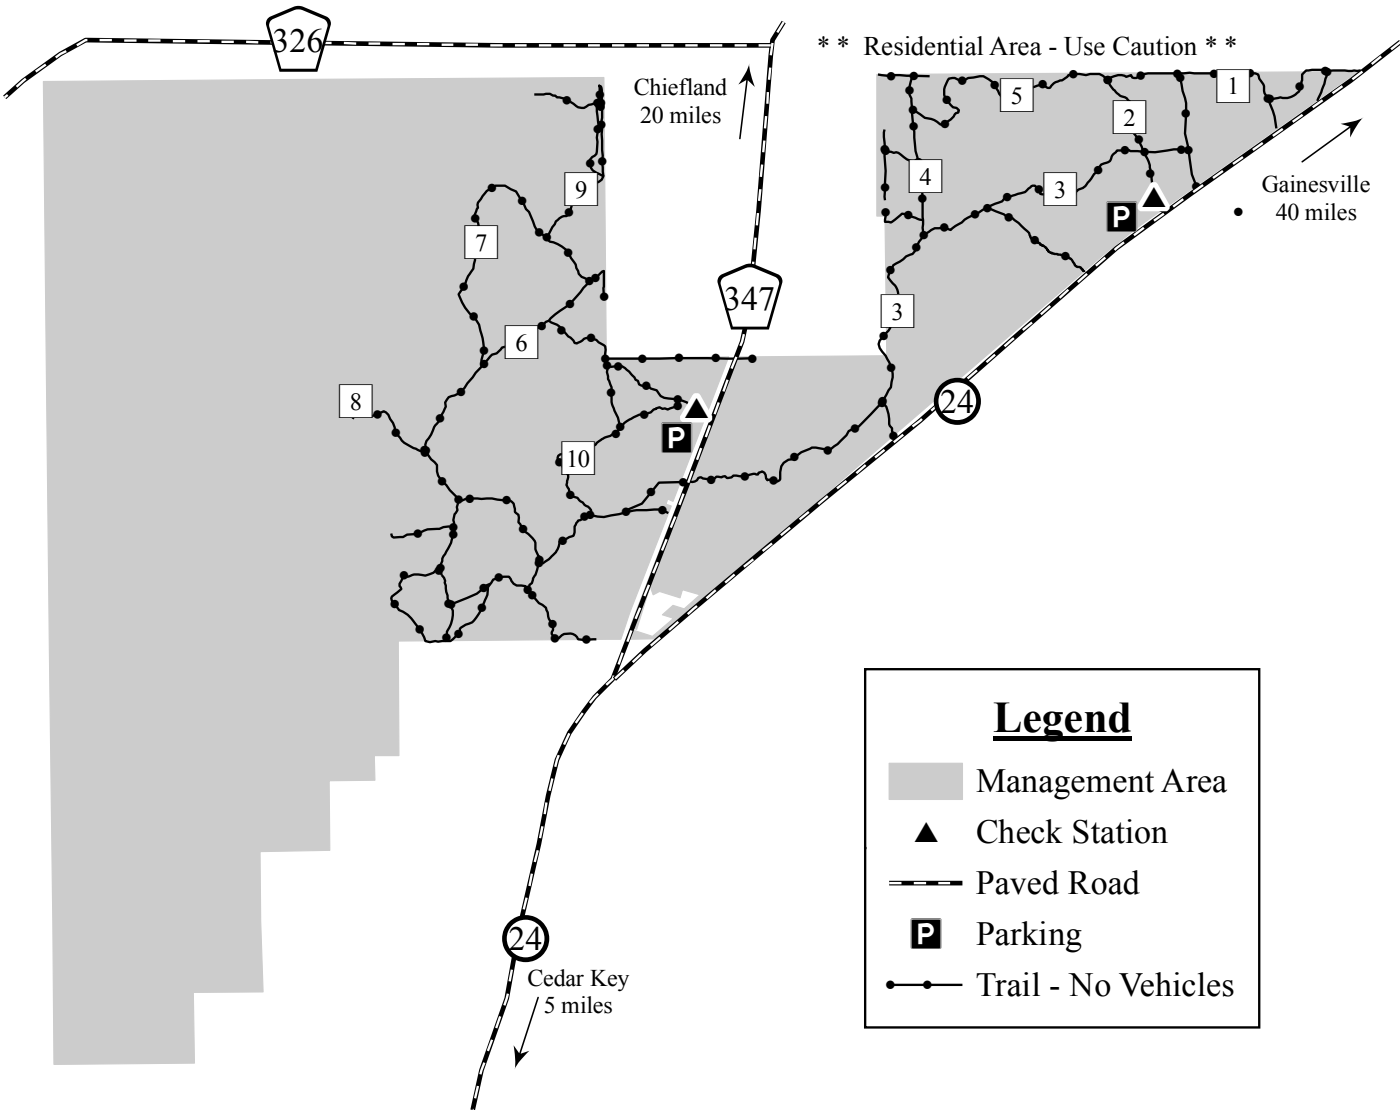 326
* * Residential Area - Use Caution * *
Chiefland
20 miles
5
1
2
9
4
3
Gainesville
40 miles
P
7
347
3
6
8
24
P
10
Legend
Management Area
Check Station
Paved Road
P Parking
Trail - No Vehicles
24
Cedar Key
5 miles